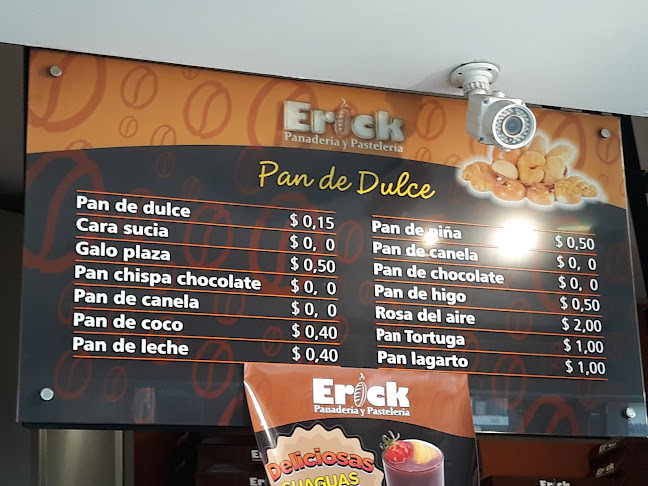 Erick
Panadería y Pastelería
Pan de Dulce
Pan de dulce $ 0,15
Cara sucia $ 0, 0
Galo plaza $ 0,50
Pan chispa chocolate $ 0, 0
Pan de canela $ 0, 0
Pan de coco $ 0,40
Pan de leche $ 0,40
Pan de piña $ 0,50
Pan de canela $ 0, 0
Pan de chocolate $ 0, 0
Pan de higo $ 0,50
Rosa del aire $ 2,00
Pan Tortuga $ 1,00
Pan lagarto $ 1,00
Erick
Panadería y Pastelería
Deliciosas
GUAGUAS